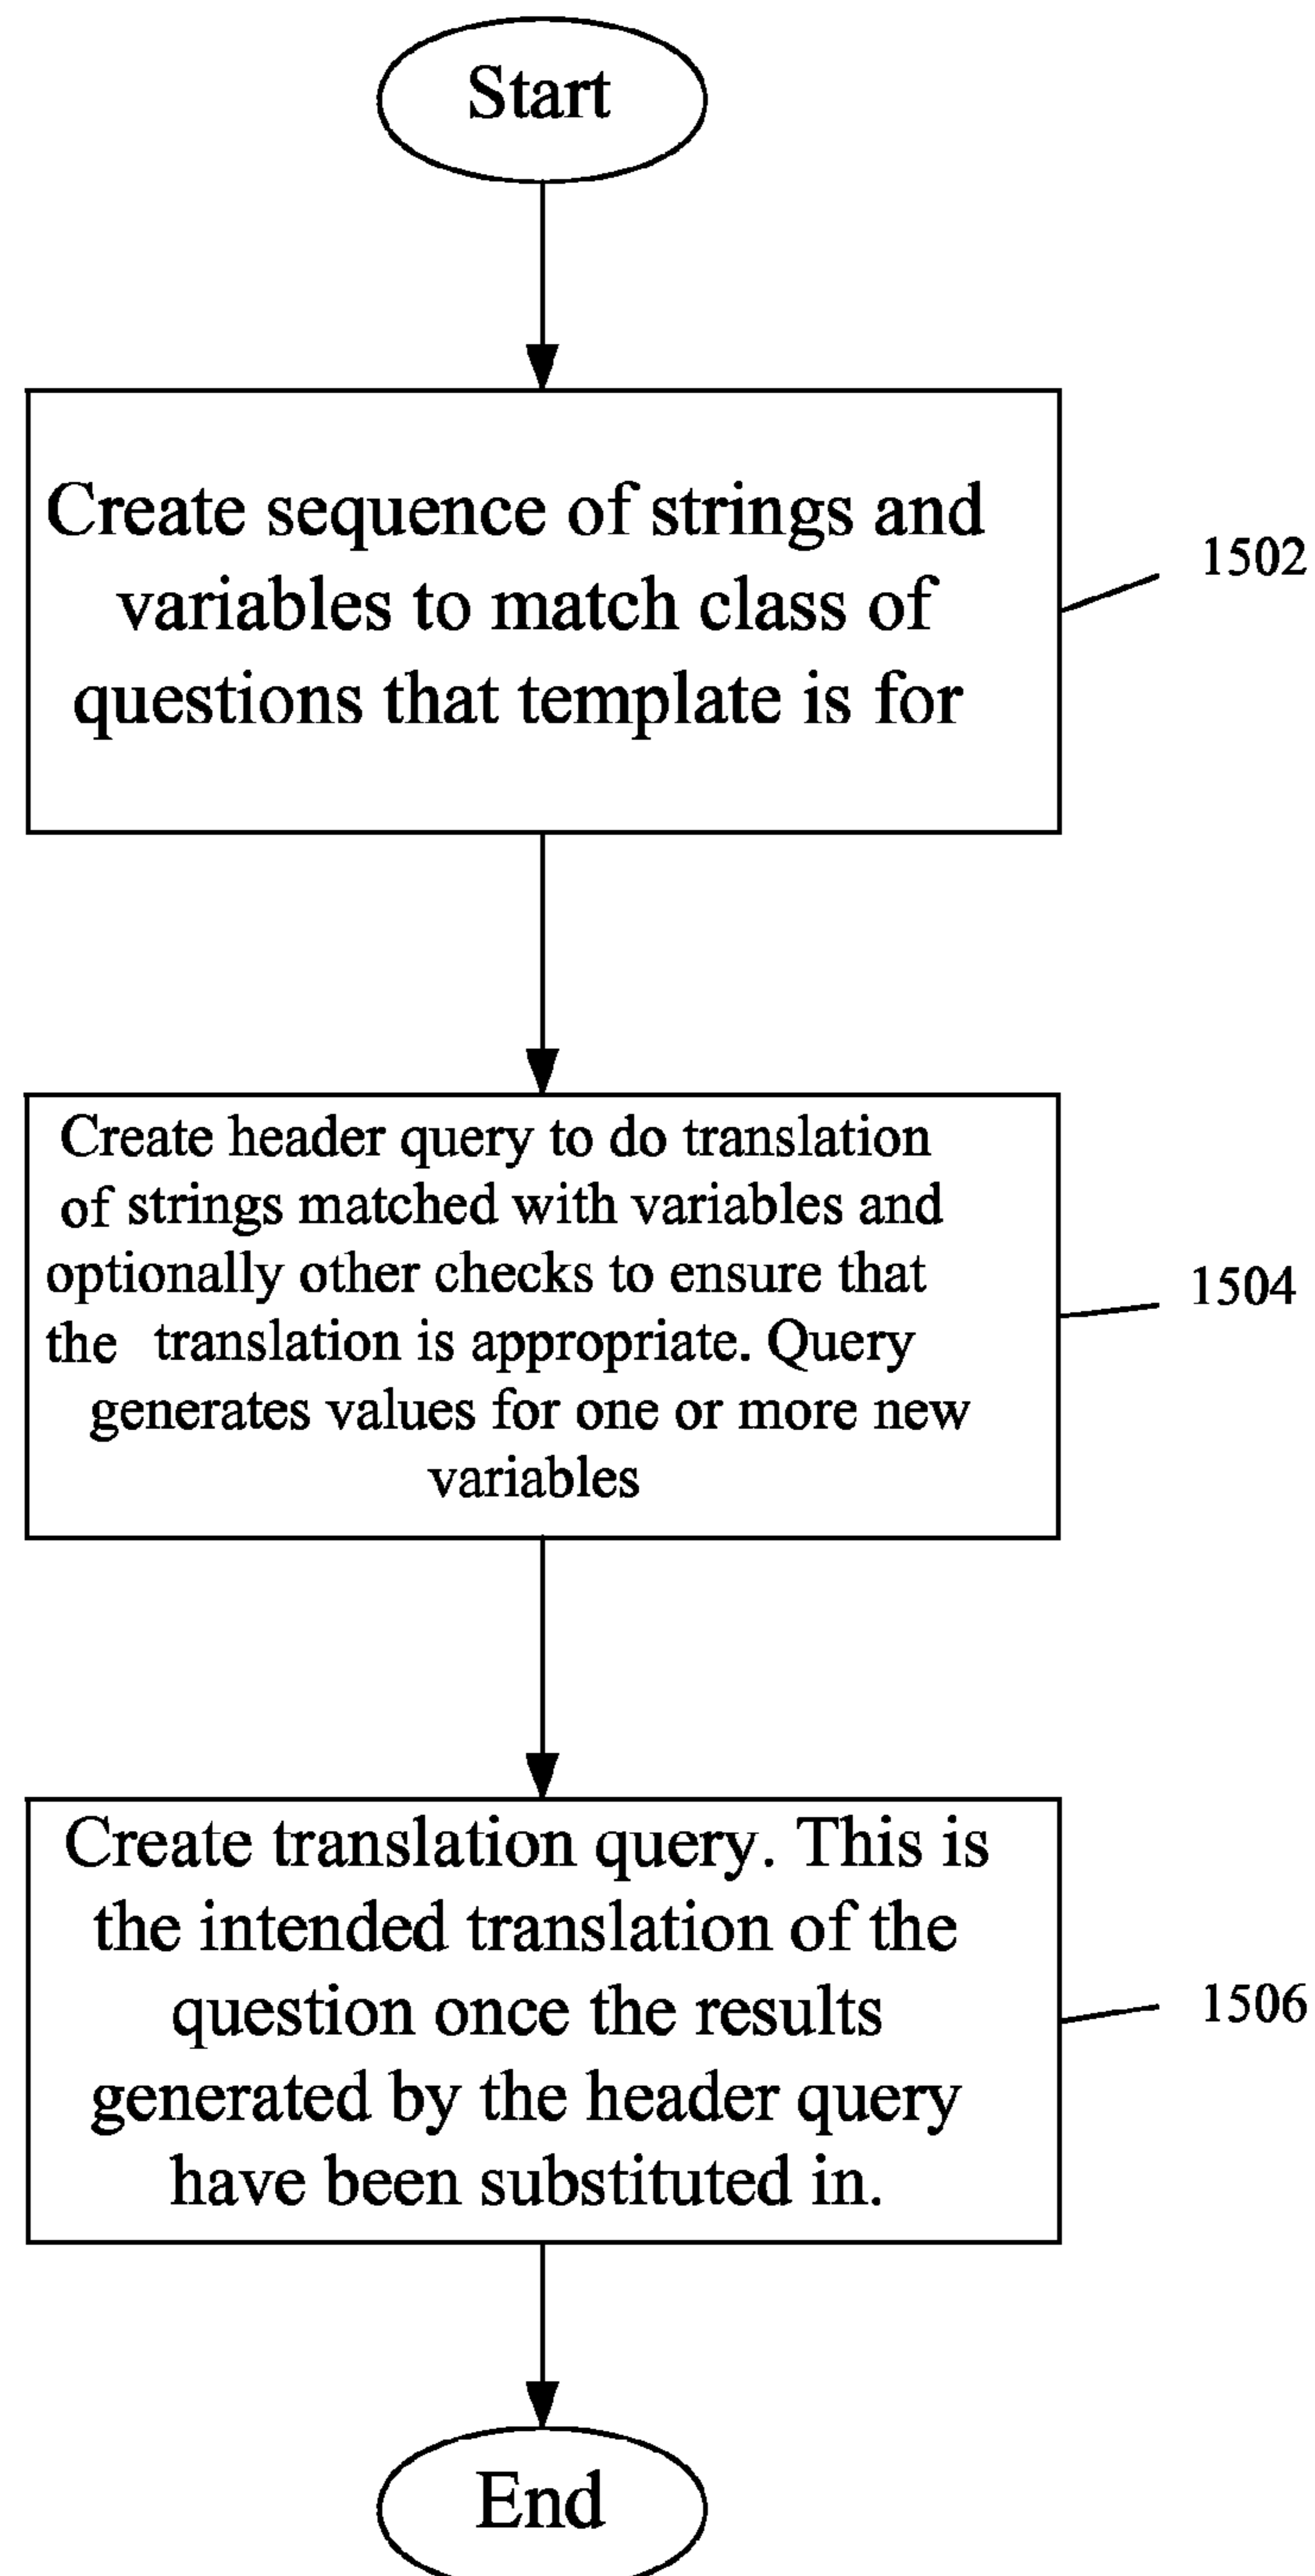 Start
Create sequence of strings and
variables to match class of
questions that template is for
1502
Create header query to do translation
of strings matched with variables and
optionally other checks to ensure that
the translation is appropriate. Query
generates values for one or more new
variables
1504
Create translation query. This is
the intended translation of the
question once the results
generated by the header query
have been substituted in.
1506
End